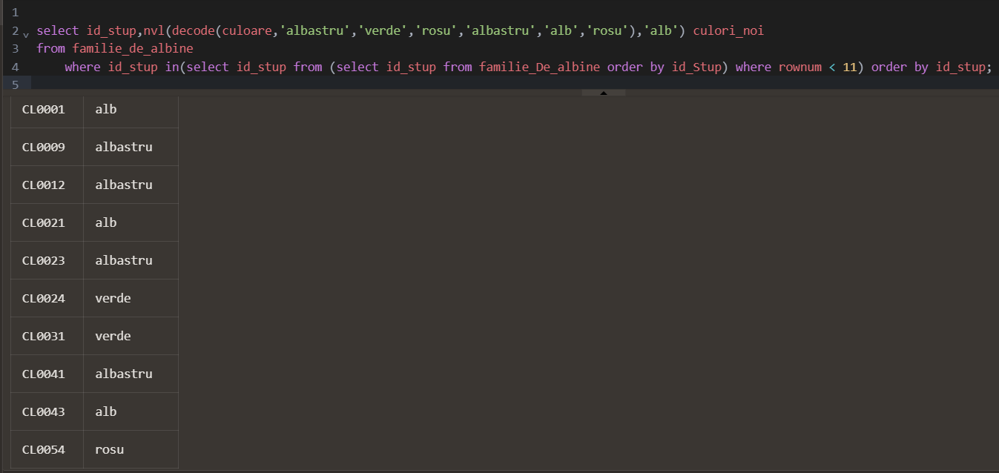 1
2 select id_stup,nvl(decode(culoare,'albastru','verde','rosu','albastru','alb','rosu'),'alb') culori_noi
3 from familie_de_albine
4 where id_stup in(select id_stup from (select id_stup from familie_De_albine order by id_Stup) where rownum < 11) order by id_stup;
5
CL0001 alb
CL0009 albastru
CL0012 albastru
CL0021 alb
CL0023 albastru
CL0024 verde
CL0031 verde
CL0041 albastru
CL0043 alb
CL0054 rosu